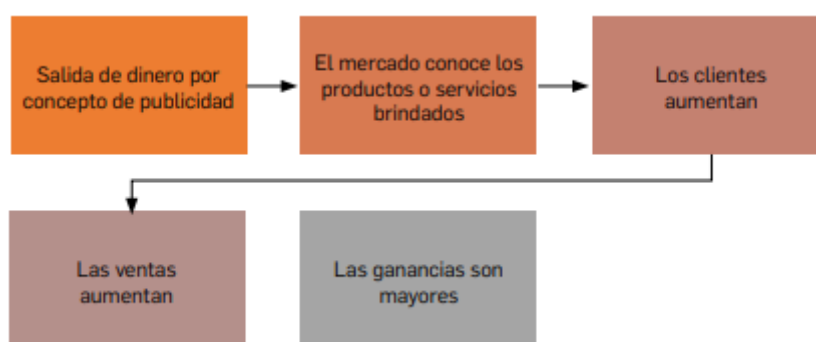 Salida de dinero por
concepto de publicidad
El mercado conoce los
productos o servicios
brindados
Los clientes
aumentan
Las ventas
aumentan
Las ganancias son
mayores